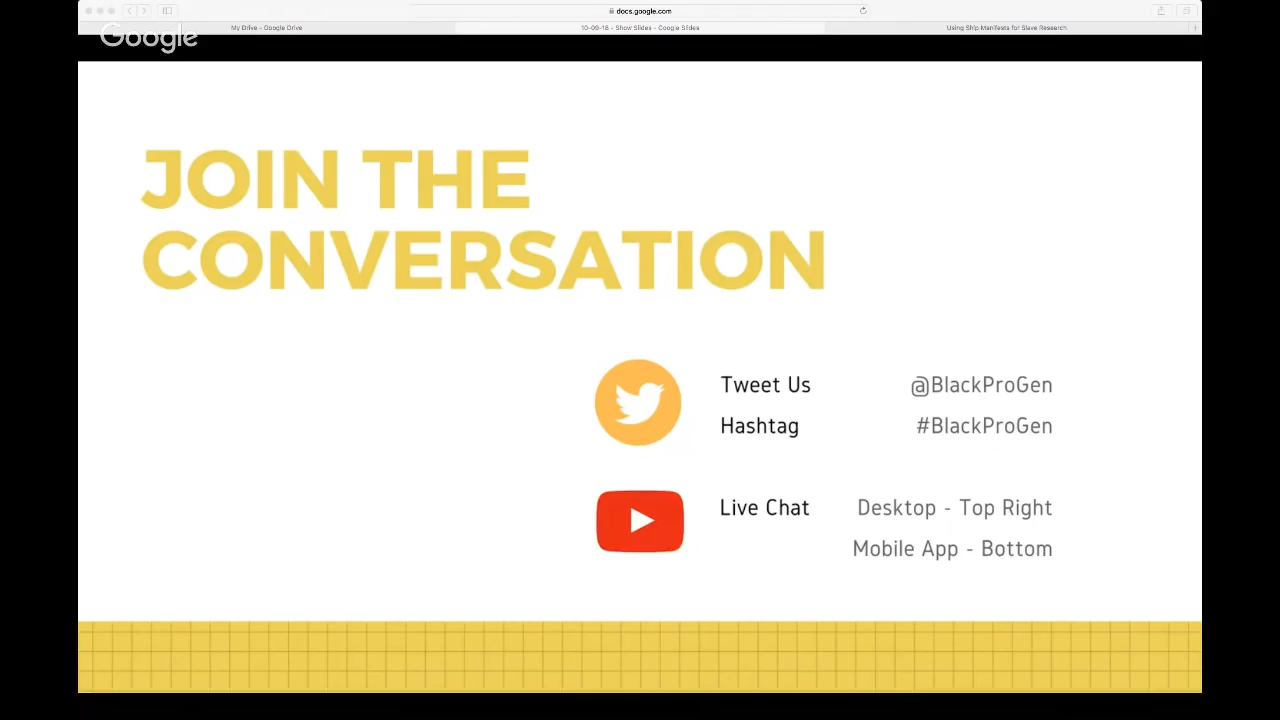 docs.google.com
My Drive - Google Drive
10-09-18 - Show Slides - Google Slides
Using Ship Manifests for Slave Research
Google
JOIN THE
CONVERSATION
Tweet Us @BlackProGen
Hashtag #BlackProGen
Live Chat Desktop - Top Right
Mobile App - Bottom